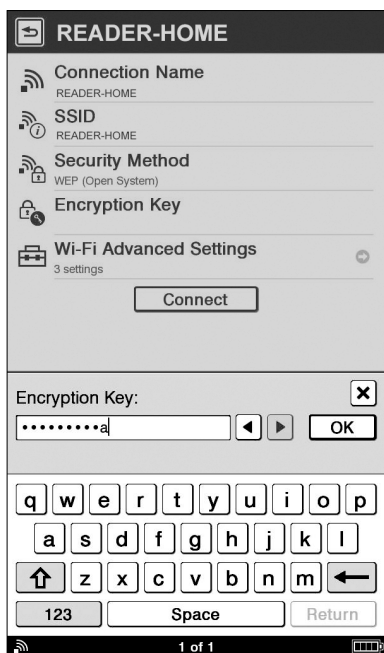 READER-HOME
Connection Name
READER-HOME
SSID
READER-HOME
Security Method
WEP (Open System)
Encryption Key
Wi-Fi Advanced Settings
3 settings
Connect
Encryption Key:
•••••••••a
OK
q w e r t y u i o p
a s d f g h j k l
z x c v b n m
123 Space Return
1 of 1